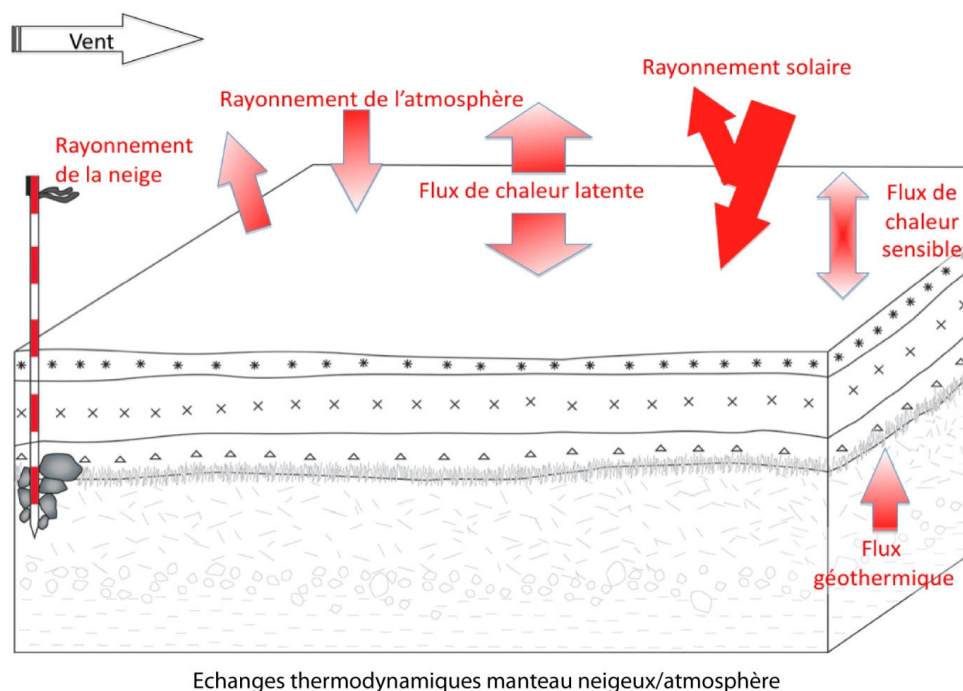 Vent
Rayonnement solaire
Rayonnement de l'atmosphère
Rayonnement
de la neige
Flux de chaleur latente
Flux de
chaleur
sensible
Flux
géothermique
Echanges thermodynamiques manteau neigeux/atmosphère